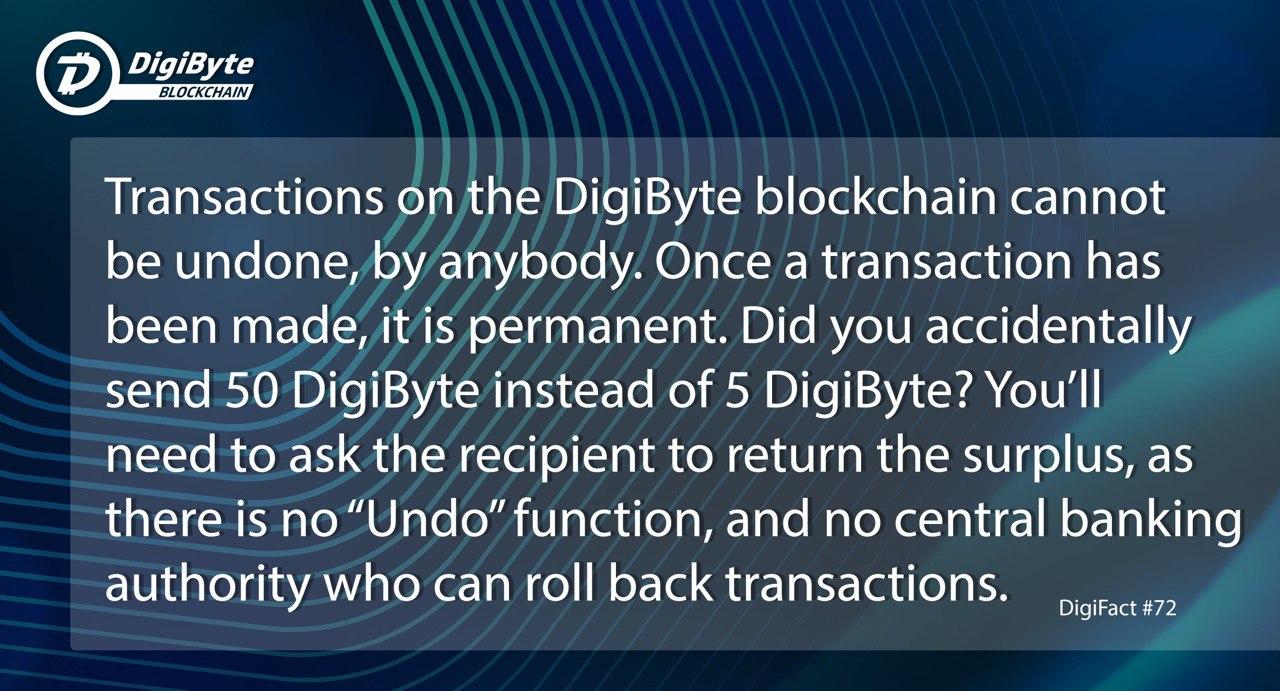 DigiByte
BLOCKCHAIN
Transactions on the DigiByte blockchain cannot
be undone, by anybody. Once a transaction has
been made, it is permanent. Did you accidentally
send 50 DigiByte instead of 5 DigiByte? You’ll
need to ask the recipient to return the surplus, as
there is no “Undo” function, and no central banking
authority who can roll back transactions.
DigiFact #72